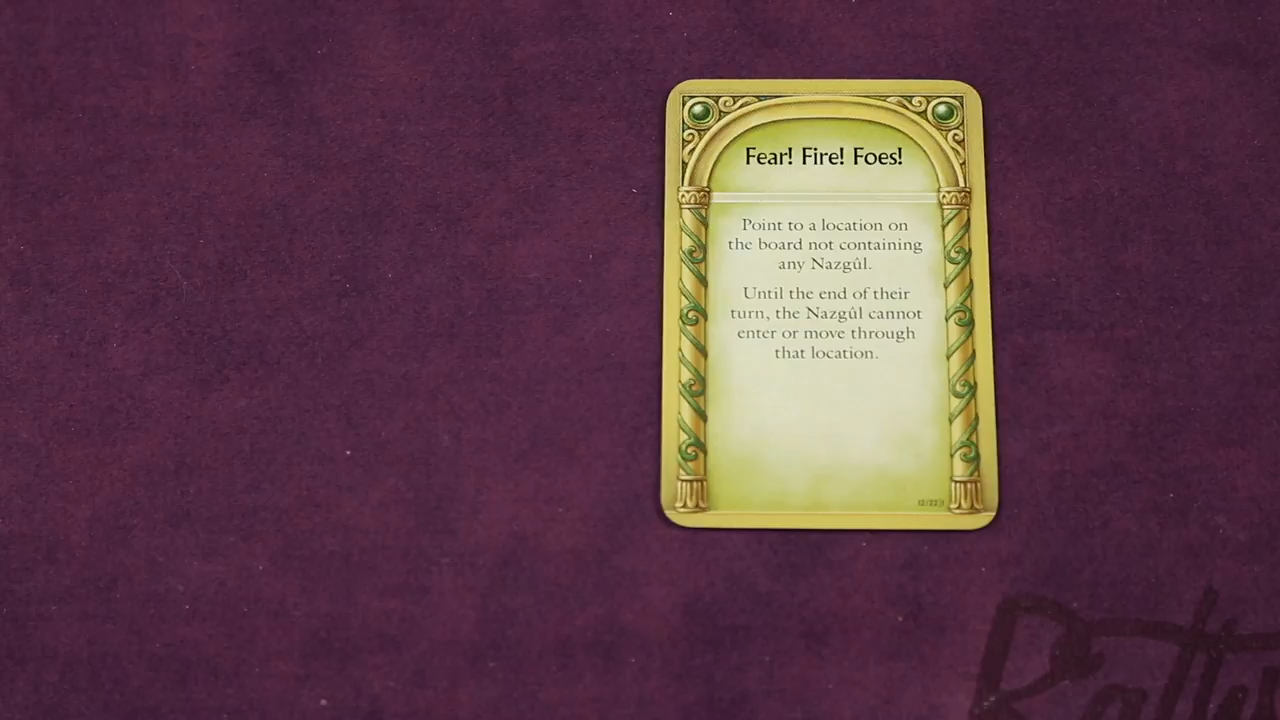 Fear! Fire! Foes!
Point to a location on
the board not containing
any Nazgûl.
Until the end of their
turn, the Nazgûl cannot
enter or move through
that location.